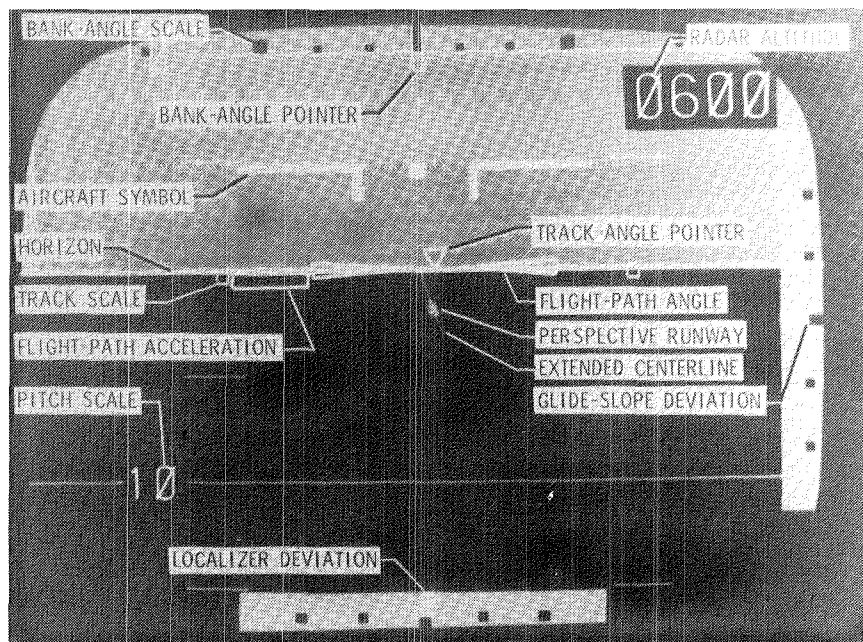 BANK-ANGLE SCALE
RADAR ALTITUDE
0600
BANK-ANGLE POINTER
AIRCRAFT SYMBOL
TRACK-ANGLE POINTER
HORIZON
TRACK SCALE
FLIGHT-PATH ANGLE
PERSPECTIVE RUNWAY
FLIGHT-PATH ACCELERATION
EXTENDED CENTERLINE
PITCH SCALE
GLIDE-SLOPE DEVIATION
10
LOCALIZER DEVIATION